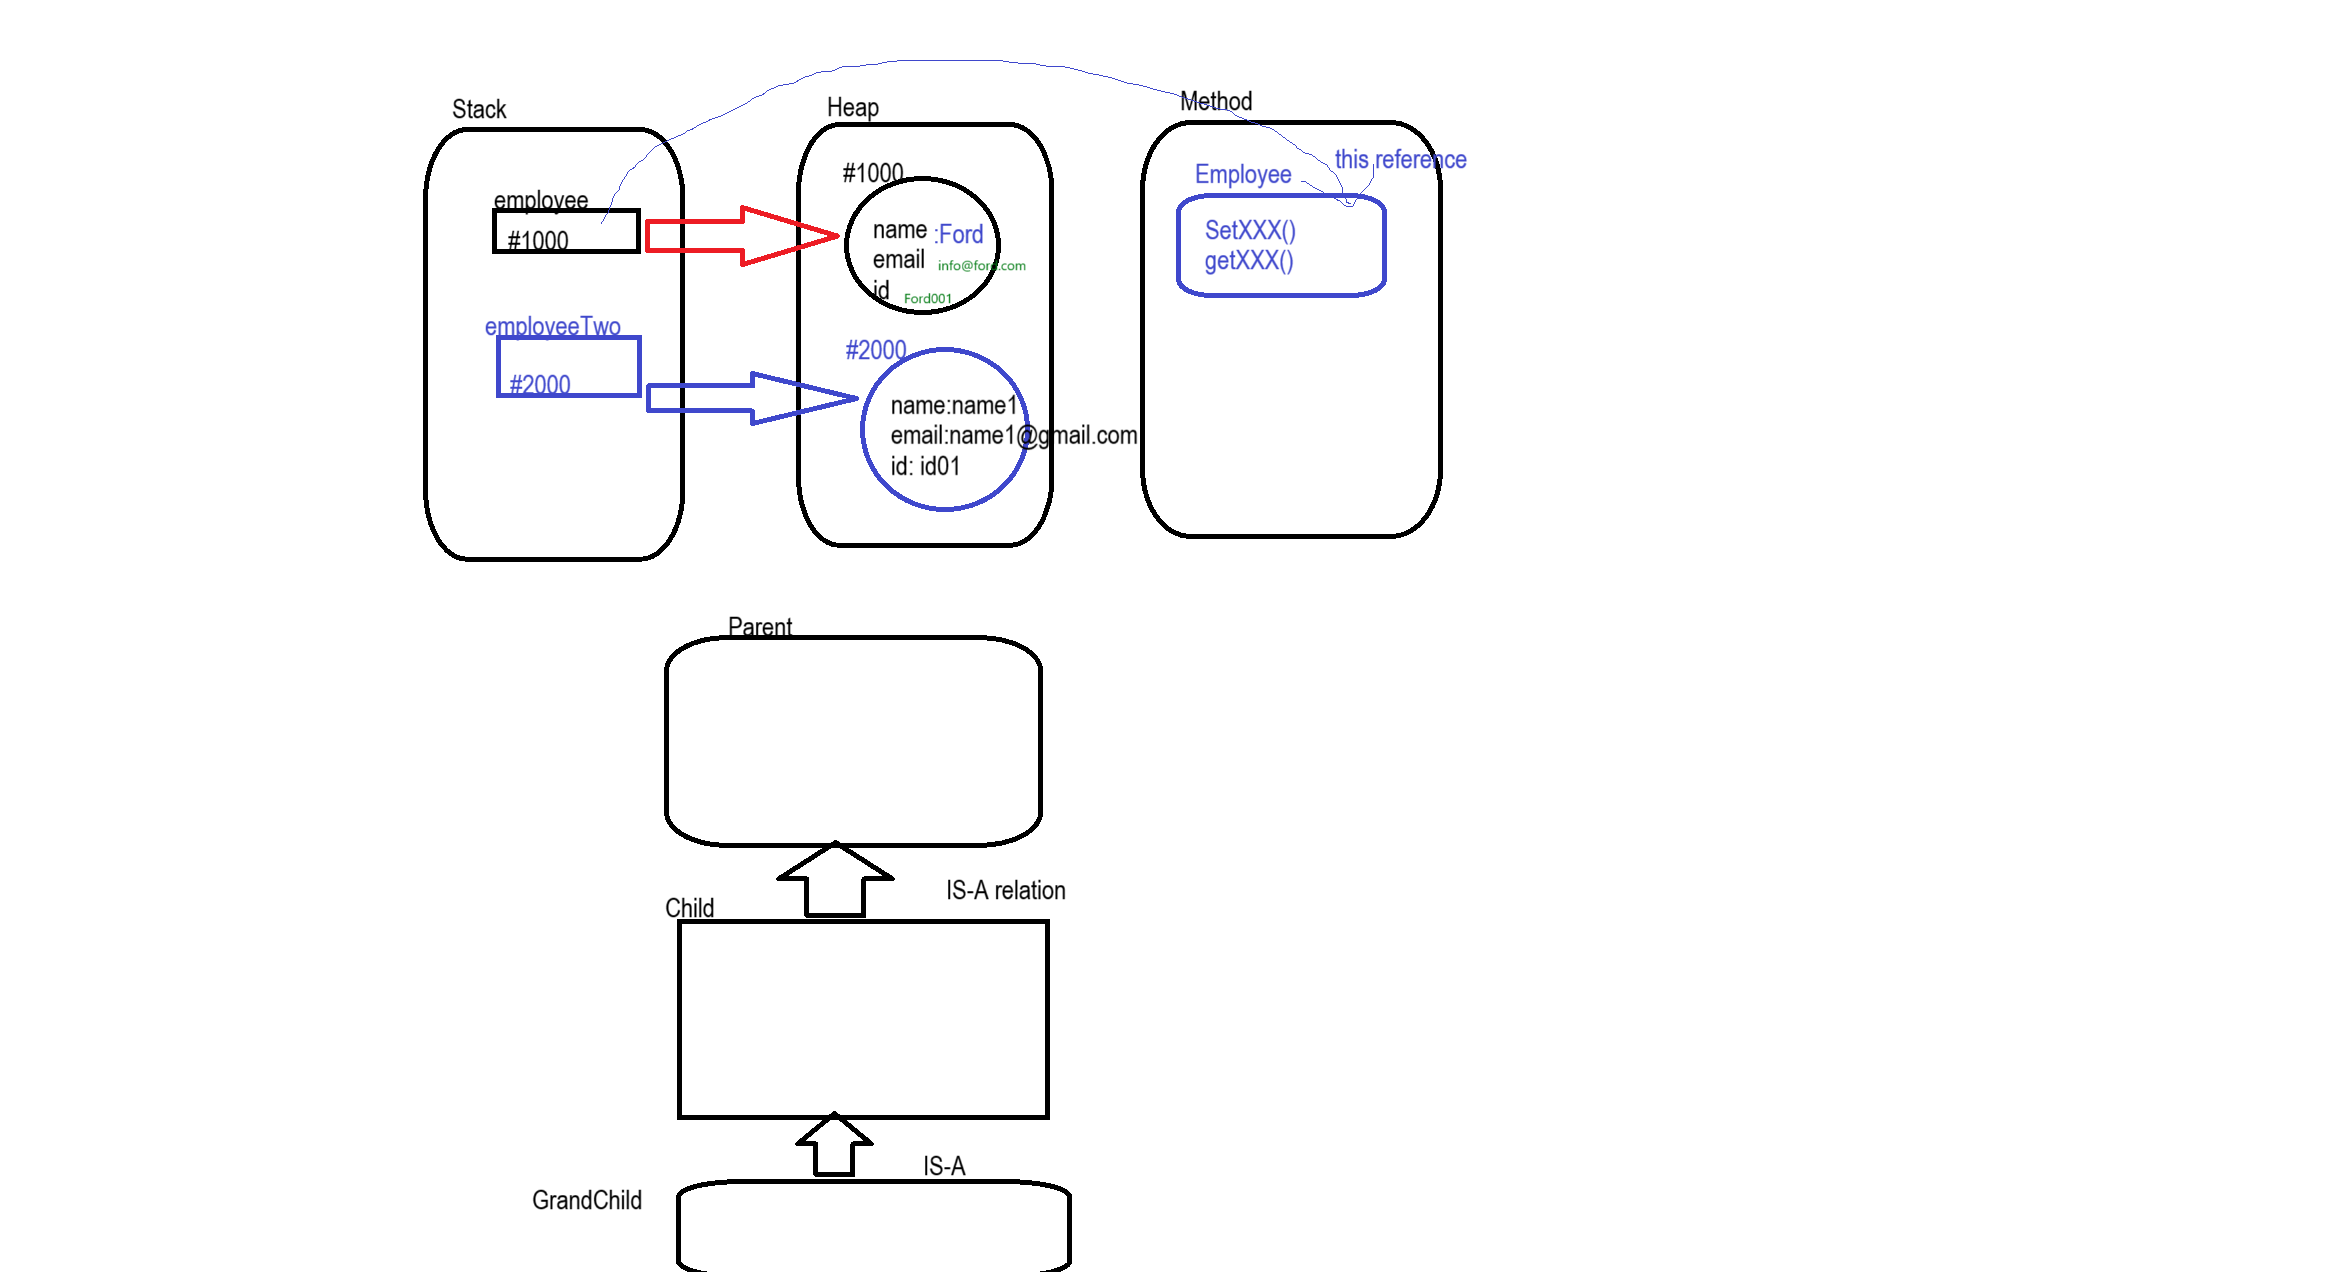 Stack
employee
#1000
employeeTwo
#2000
Heap
#1000
name :Ford
email info@ford.com
id Ford001
#2000
name:name1
email:name1@gmail.com
id: id01
Method
this reference
Employee
SetXXX()
getXXX()
Parent
IS-A relation
Child
IS-A
GrandChild